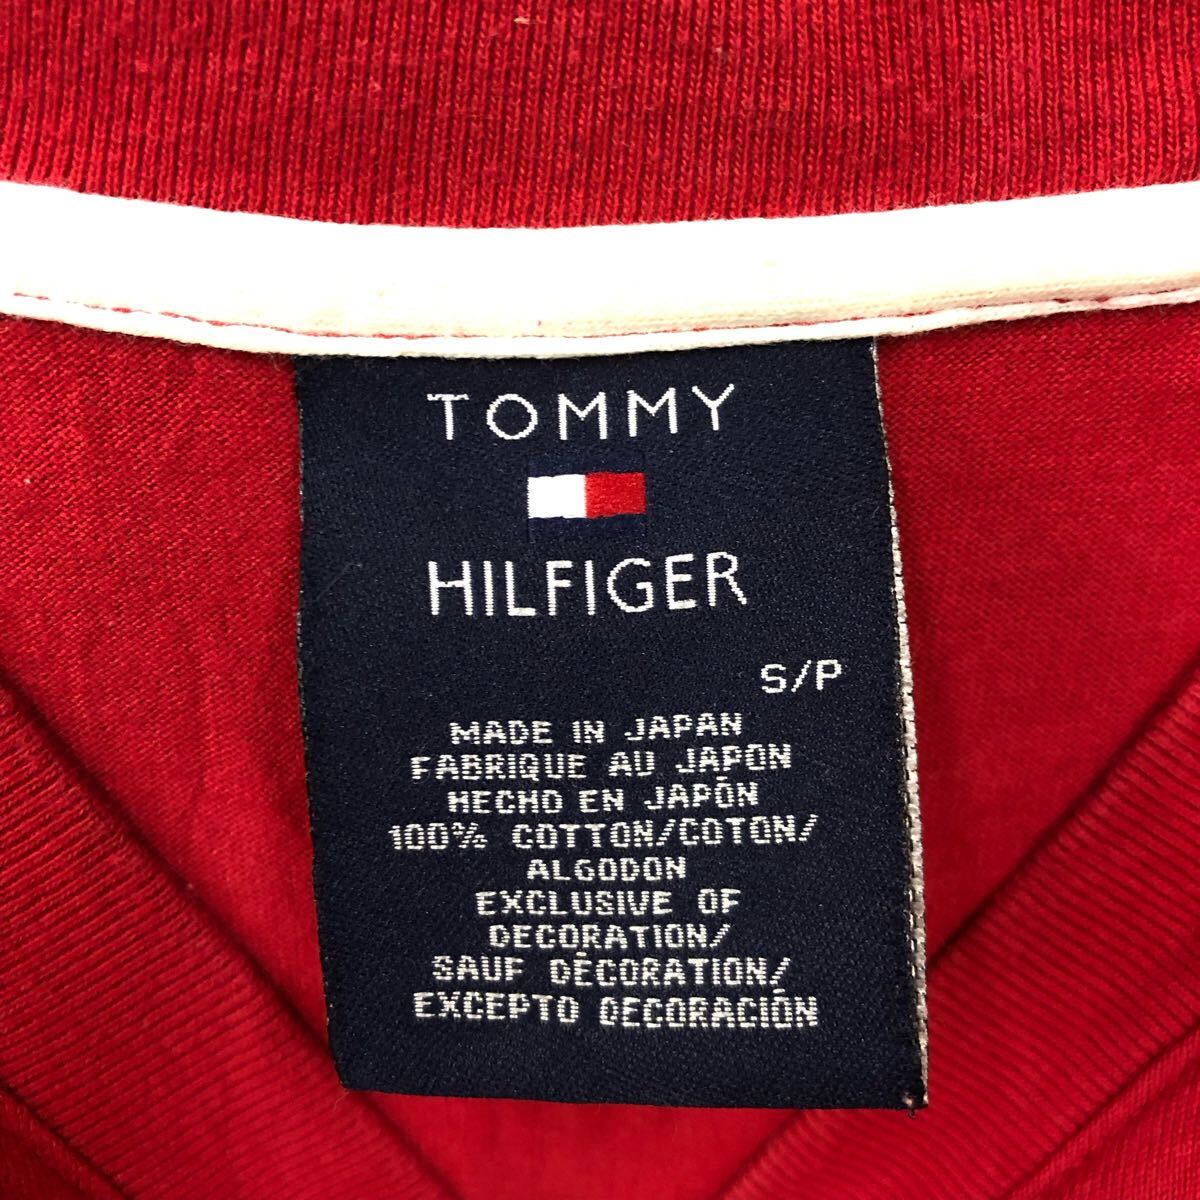 TOMMY
HILFIGER
S/P
MADE IN JAPAN
FABRIQUE AU JAPON
HECHO EN JAPÓN
100% COTTON/COTON/
ALGODON
EXCLUSIVE OF
DECORATION/
SAUF DÉCORATION/
EXCEPTO DECORACIÓN